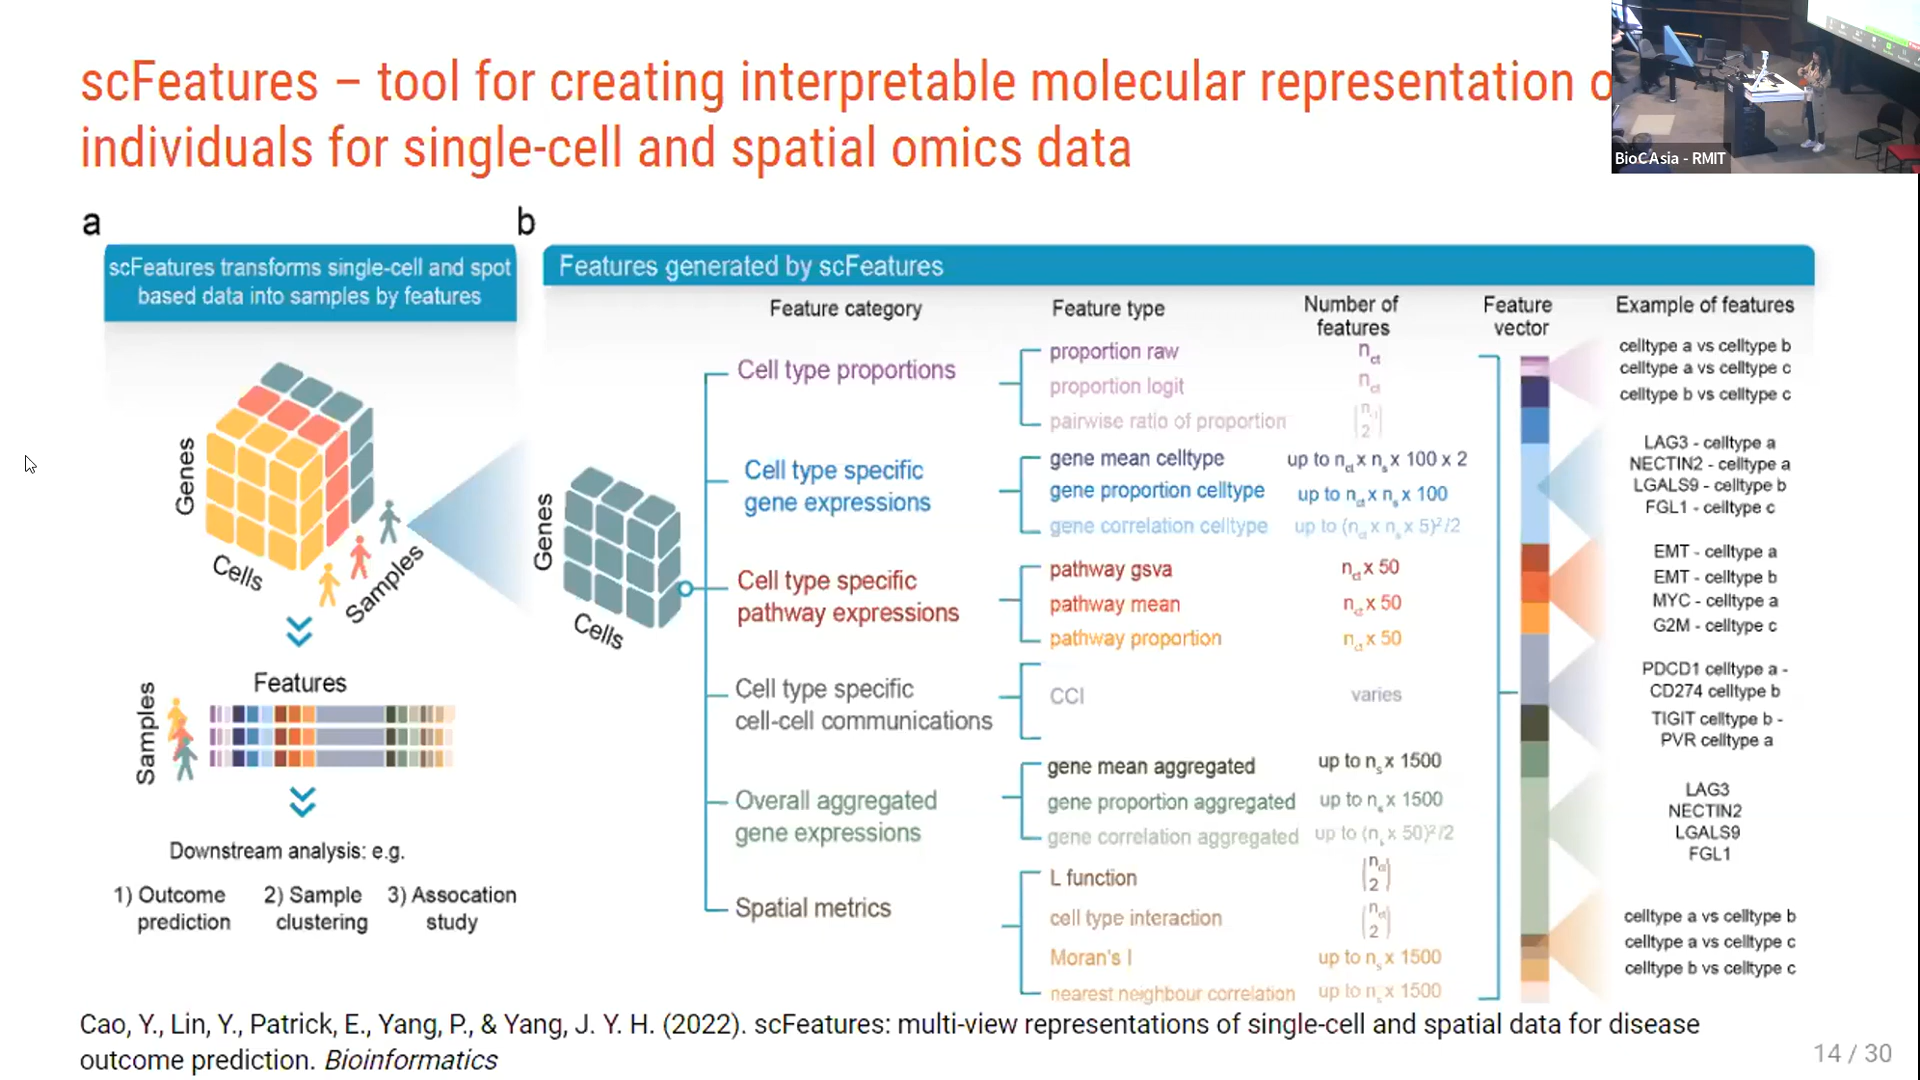 scFeatures – tool for creating interpretable molecular representation
individuals for single-cell and spatial omics data
BioCAsia - RMIT
a
scFeatures transforms single-cell and spot
based data into samples by features
Genes
Cells
Samples
Features
Samples
Downstream analysis: e.g.
1) Outcome prediction
2) Sample clustering
3) Assocation study
b
Features generated by scFeatures
Genes
Cells
Feature category
Feature type
Number of features
Feature vector
Example of features
Cell type proportions
proportion raw n_ct
proportion logit n_ct
pairwise ratio of proportion
celltype a vs celltype b
celltype a vs celltype c
celltype b vs celltype c
Cell type specific
gene expressions
gene mean celltype up to n_ct x n_s x 100 x 2
gene proportion celltype up to n_ct x n_s x 100
gene correlation celltype up to (n_ct x n_s x 5)²/2
LAG3 - celltype a
NECTIN2 - celltype a
LGALS9 - celltype b
FGL1 - celltype c
Cell type specific
pathway expressions
pathway gsva n_ct x 50
pathway mean n_ct x 50
pathway proportion n_ct x 50
EMT - celltype a
EMT - celltype b
MYC - celltype a
G2M - celltype c
Cell type specific
cell-cell communications
CCI varies
PDCD1 celltype a -
CD274 celltype b
TIGIT celltype b -
PVR celltype a
Overall aggregated
gene expressions
gene mean aggregated up to n_s x 1500
gene proportion aggregated up to n_s x 1500
gene correlation aggregated up to (n_s x 50)²/2
LAG3
NECTIN2
LGALS9
FGL1
Spatial metrics
L function (n_ct 2)
cell type interaction (n_ct 2)
Moran's I up to n_s x 1500
nearest neighbour correlation up to n_s x 1500
celltype a vs celltype b
celltype a vs celltype c
celltype b vs celltype c
Cao, Y., Lin, Y., Patrick, E., Yang, P., & Yang, J. Y. H. (2022). scFeatures: multi-view representations of single-cell and spatial data for disease
outcome prediction. Bioinformatics
14 / 30